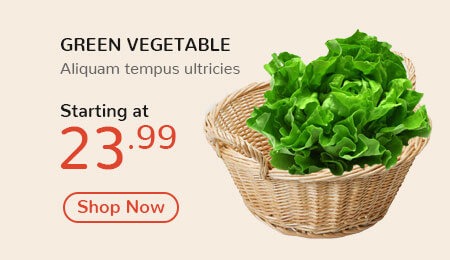 GREEN VEGETABLE
Aliquam tempus ultricies
Starting at
23.99
Shop Now